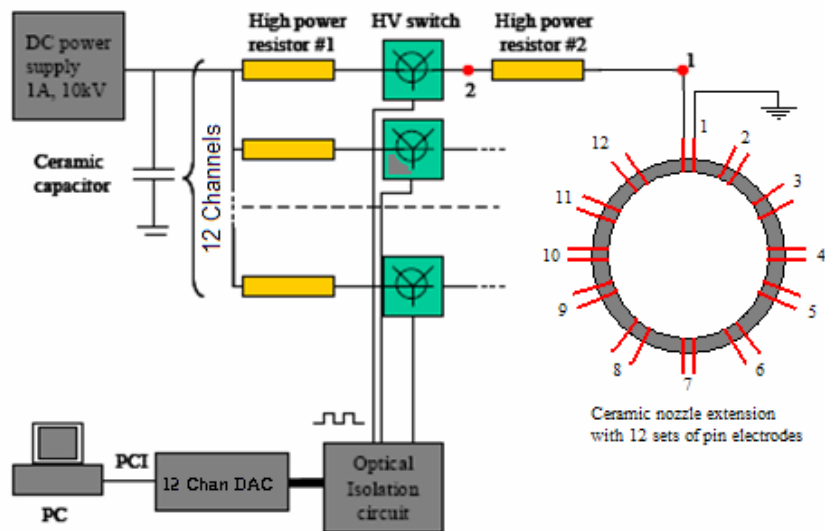 High power
resistor #1
HV switch
High power
resistor #2
DC power
supply
1A, 10kV
1
2
Ceramic
capacitor
12 Channels
1
2
3
4
5
6
7
8
9
10
11
12
Ceramic nozzle extension
with 12 sets of pin electrodes
PCI
PC
12 Chan DAC
Optical
Isolation
circuit